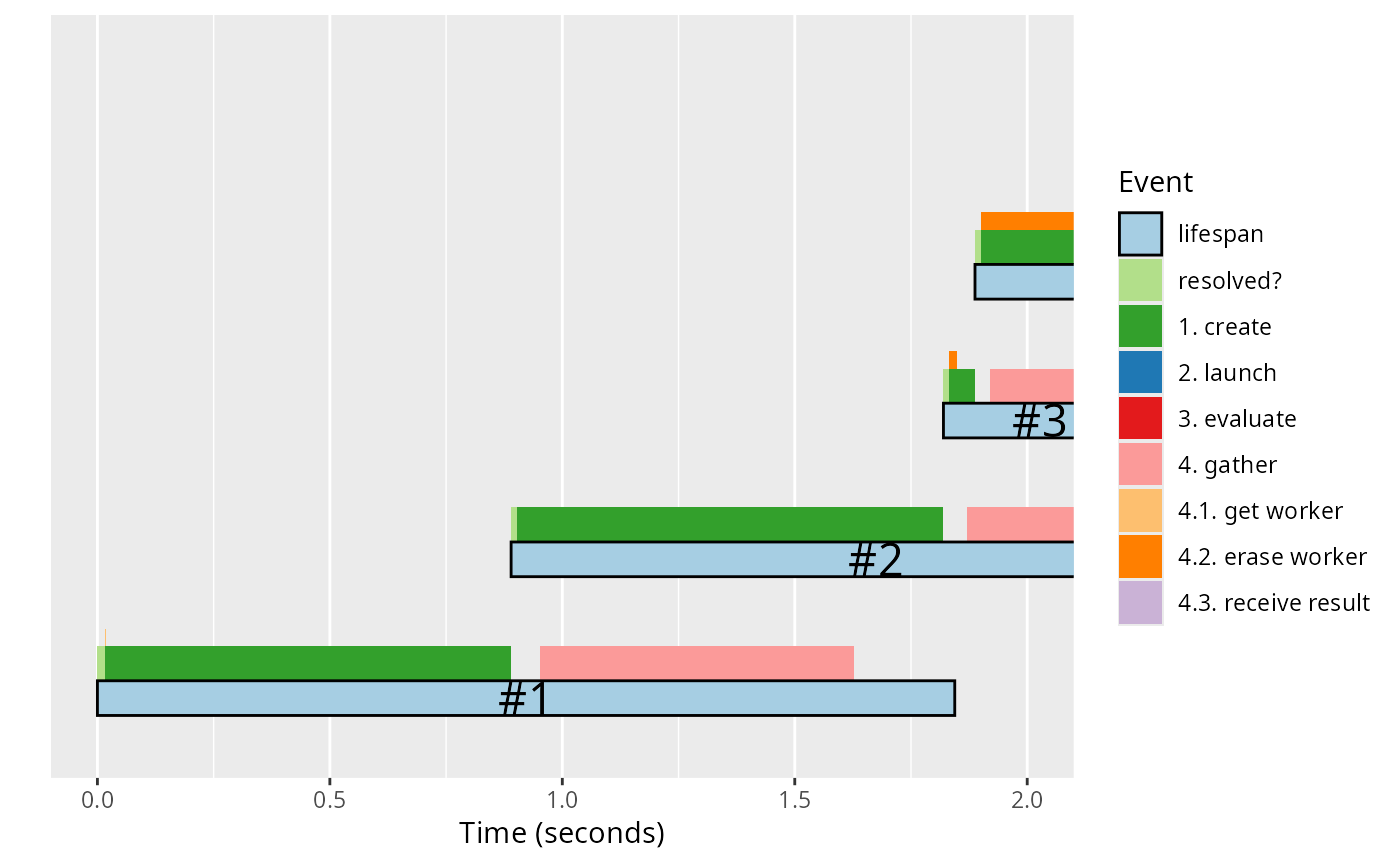 #3
#2
#1
0.0 0.5 1.0 1.5 2.0
Time (seconds)
Event
lifespan
resolved?
1. create
2. launch
3. evaluate
4. gather
4.1. get worker
4.2. erase worker
4.3. receive result